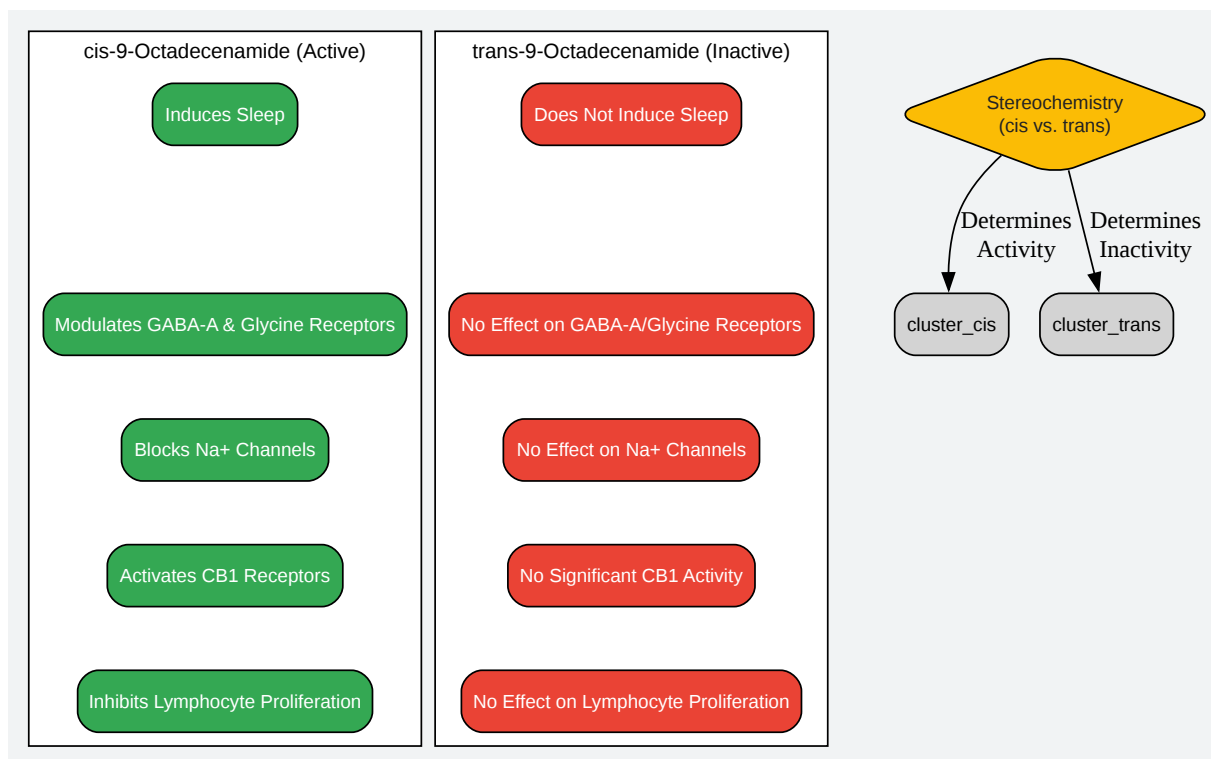 cis-9-Octadecenamide (Active)
Induces Sleep
Modulates GABA-A & Glycine Receptors
Blocks Na+ Channels
Activates CB1 Receptors
Inhibits Lymphocyte Proliferation
trans-9-Octadecenamide (Inactive)
Does Not Induce Sleep
No Effect on GABA-A/Glycine Receptors
No Effect on Na+ Channels
No Significant CB1 Activity
No Effect on Lymphocyte Proliferation
Stereochemistry
(cis vs. trans)
Determines
Activity
Determines
Inactivity
cluster_cis
cluster_trans